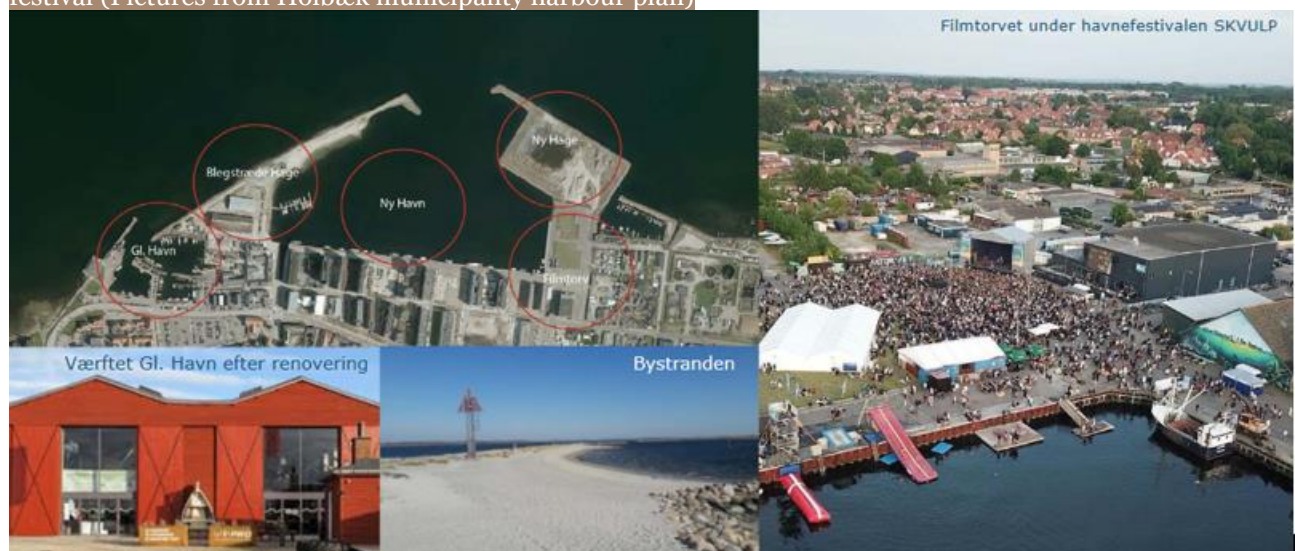 festival (Pictures from Holbæk municipality harbour plan)
Filmtorvet under havnefestivalen SKVULP
Ny Hage
Blegstræde Hage
Ny Havn
Gl. Havn
Filmtorv
Værftet Gl. Havn efter renovering
Bystranden